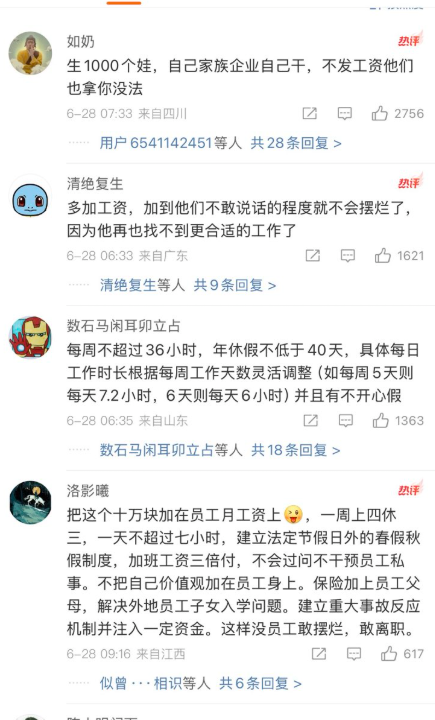 如奶
热评
生1000个娃，自己家族企业自己干，不发工资他们
也拿你没法
6-28 07:33 来自四川
2756
用户6541142451等人 共28条回复 >
清绝复生
热评
多加工资，加到他们不敢说话的程度就不会摆烂了，
因为他再也找不到更合适的工作了
6-28 06:33 来自广东
1621
清绝复生等人 共9条回复 >
数石马闲耳卯立占
每周不超过36小时，年休假不低于40天，具体每日
工作时长根据每周工作天数灵活调整（如每周5天则
每天7.2小时，6天则每天6小时）并且有不开心假
6-28 06:35 来自山东
1363
数石马闲耳卯立占等人 共18条回复 >
洛影曦
热评
把这个十万块加在员工月工资上😜，一周上四休
三，一天不超过七小时，建立法定节假日外的春假秋
假制度，加班工资三倍付，不会过问不干预员工私
事。不把自己价值观加在员工身上。保险加上员工父
母，解决外地员工子女入学问题。建立重大事故反应
机制并注入一定资金。这样没员工敢摆烂，敢离职。
6-28 09:16 来自江西
617
似曾···相识等人 共6条回复 >